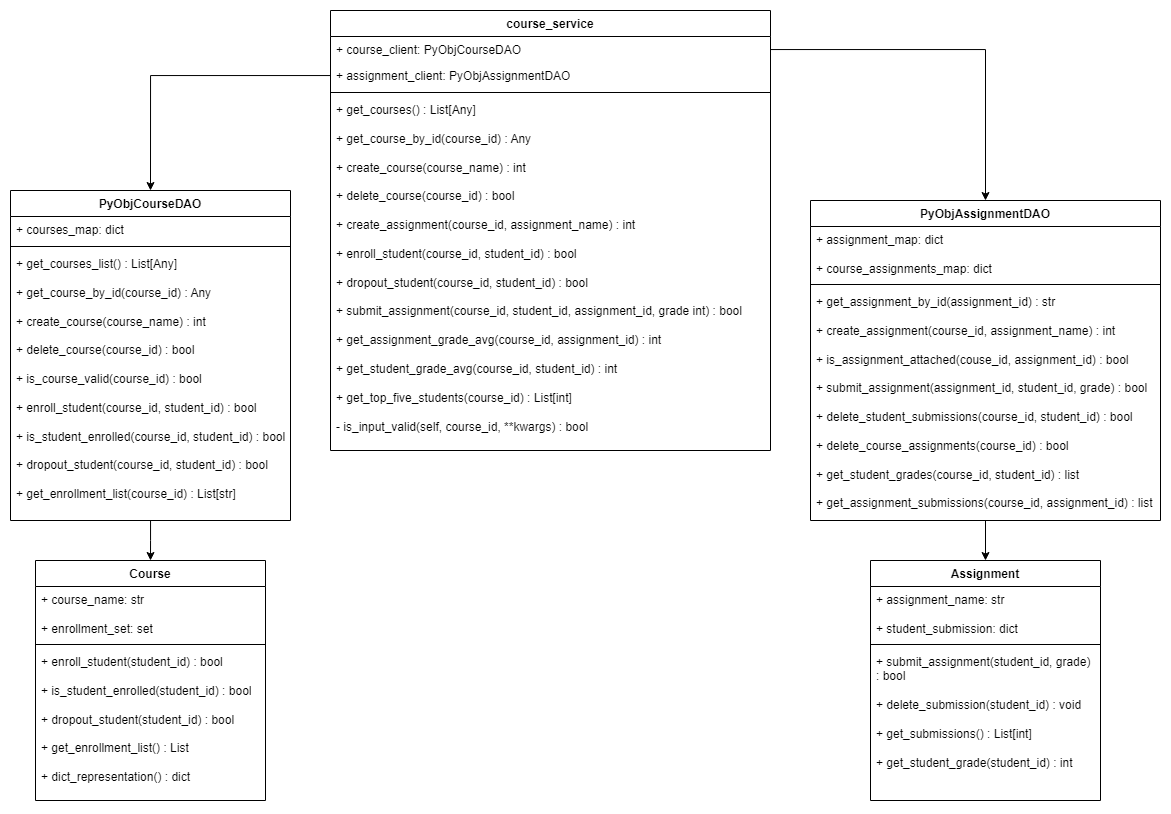 course_service
+ course_client: PyObjCourseDAO
+ assignment_client: PyObjAssignmentDAO
+ get_courses() : List[Any]
+ get_course_by_id(course_id) : Any
+ create_course(course_name) : int
+ delete_course(course_id) : bool
+ create_assignment(course_id, assignment_name) : int
+ enroll_student(course_id, student_id) : bool
+ dropout_student(course_id, student_id) : bool
+ submit_assignment(course_id, student_id, assignment_id, grade int) : bool
+ get_assignment_grade_avg(course_id, assignment_id) : int
+ get_student_grade_avg(course_id, student_id) : int
+ get_top_five_students(course_id) : List[int]
- is_input_valid(self, course_id, **kwargs) : bool
PyObjCourseDAO
+ courses_map: dict
+ get_courses_list() : List[Any]
+ get_course_by_id(course_id) : Any
+ create_course(course_name) : int
+ delete_course(course_id) : bool
+ is_course_valid(course_id) : bool
+ enroll_student(course_id, student_id) : bool
+ is_student_enrolled(course_id, student_id) : bool
+ dropout_student(course_id, student_id) : bool
+ get_enrollment_list(course_id) : List[str]
PyObjAssignmentDAO
+ assignment_map: dict
+ course_assignments_map: dict
+ get_assignment_by_id(assignment_id) : str
+ create_assignment(course_id, assignment_name) : int
+ is_assignment_attached(couse_id, assignment_id) : bool
+ submit_assignment(assignment_id, student_id, grade) : bool
+ delete_student_submissions(course_id, student_id) : bool
+ delete_course_assignments(course_id) : bool
+ get_student_grades(course_id, student_id) : list
+ get_assignment_submissions(course_id, assignment_id) : list
Course
+ course_name: str
+ enrollment_set: set
+ enroll_student(student_id) : bool
+ is_student_enrolled(student_id) : bool
+ dropout_student(student_id) : bool
+ get_enrollment_list() : List
+ dict_representation() : dict
Assignment
+ assignment_name: str
+ student_submission: dict
+ submit_assignment(student_id, grade)
: bool
+ delete_submission(student_id) : void
+ get_submissions() : List[int]
+ get_student_grade(student_id) : int